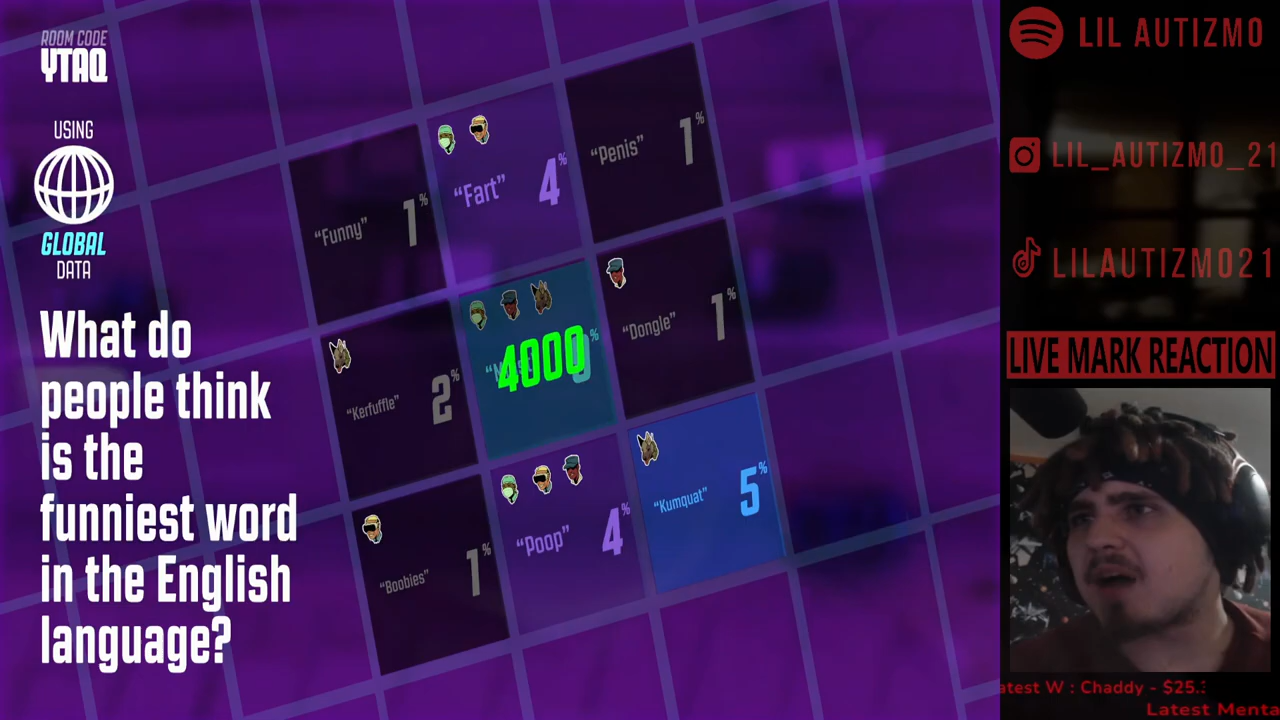 ROOM CODE
YTAQ
USING
GLOBAL
DATA
What do
people think
is the
funniest word
in the English
language?
"Funny" 1%
"Fart" 4%
"Penis" 1%
"Kerfuffle" 2%
4000
%
"Dongle" 1%
"Boobies" 1%
"Poop" 4%
"Kumquat" 5%
LIL AUTIZMO
LIL_AUTIZMO_21
LILAUTIZMO21
LIVE MARK REACTION
atest W : Chaddy - $25.
Latest Menta